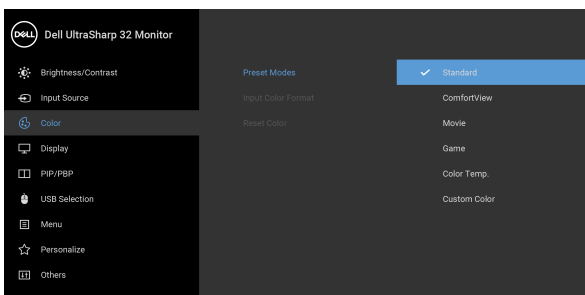 DELL
Dell UltraSharp 32 Monitor
Brightness/Contrast
Input Source
Color
Display
PIP/PBP
USB Selection
Menu
Personalize
Others
Preset Modes
Input Color Format
Reset Color
Standard
ComfortView
Movie
Game
Color Temp.
Custom Color